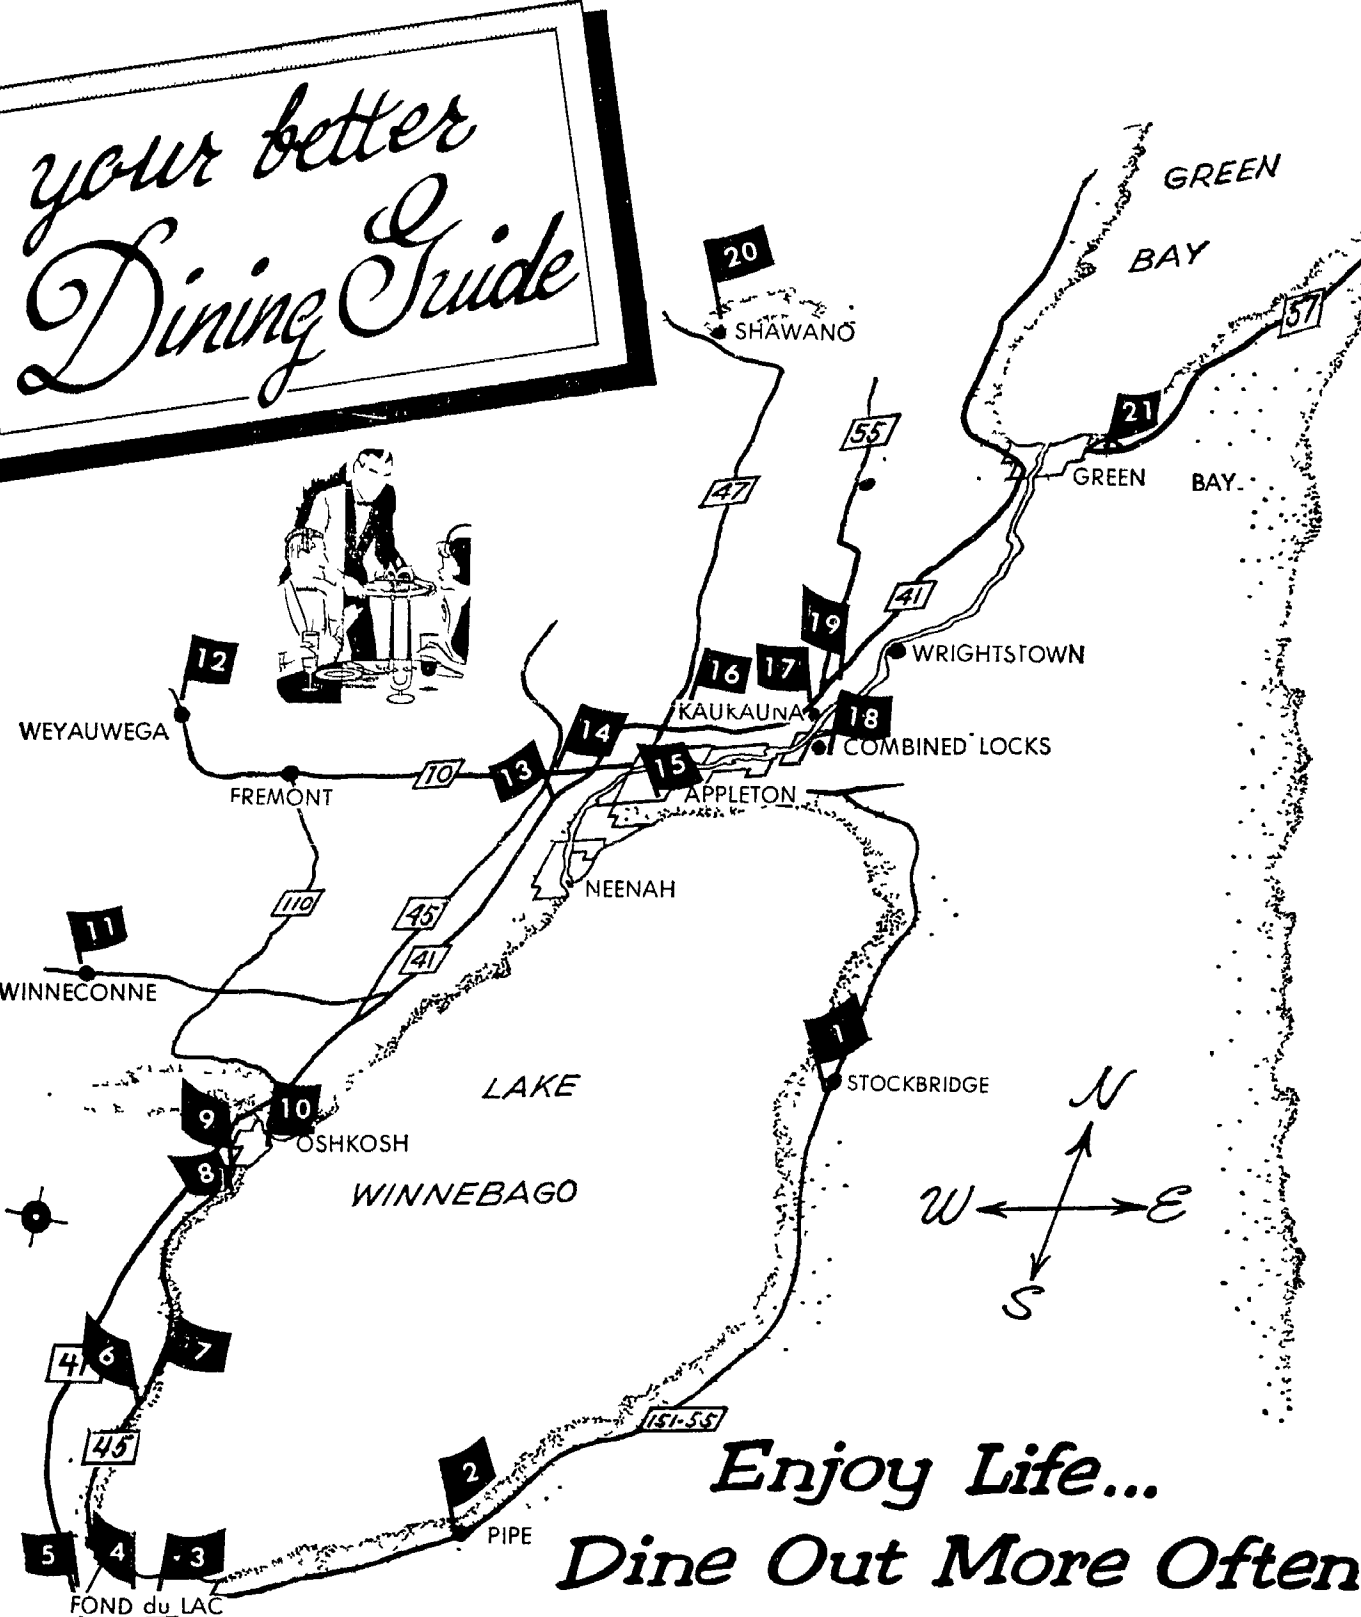 your better
Dining Guide
GREEN
BAY
20
SHAWANO
57
21
55
GREEN BAY
47
41
19
12
16
17
WRIGHTSTOWN
WEYAUWEGA
KAUKAUNA
18
14
COMBINED LOCKS
10
13
15
FREMONT
APPLETON
NEENAH
110
45
11
41
WINNECONNE
1
LAKE
STOCKBRIDGE
N
9
10
OSHKOSH
8
WINNEBAGO
W
E
S
41
6
7
151-55
45
2
Enjoy Life...
PIPE
5
4
3
Dine Out More Often
FOND du LAC